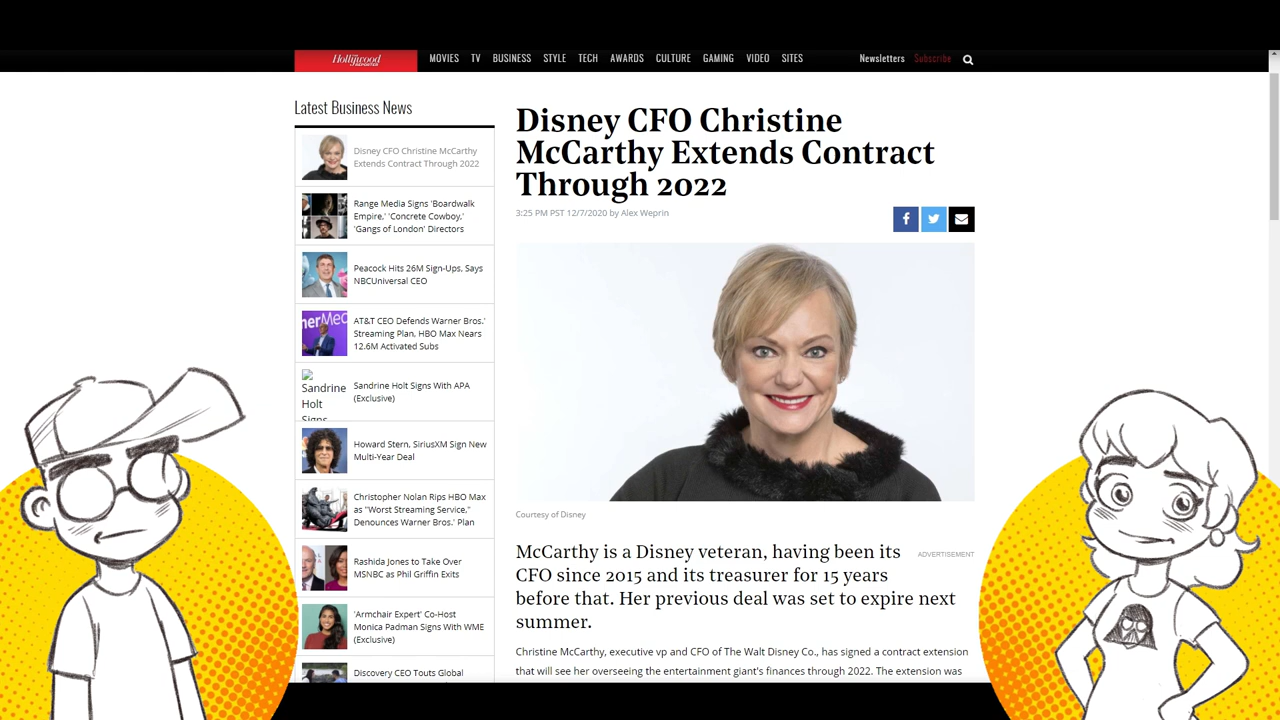 Hollywood
REPORTER
MOVIES TV BUSINESS STYLE TECH AWARDS CULTURE GAMING VIDEO SITES
Newsletters Subscribe
Latest Business News
Disney CFO Christine McCarthy
Extends Contract Through 2022
Range Media Signs 'Boardwalk
Empire,' 'Concrete Cowboy,'
'Gangs of London' Directors
Peacock Hits 26M Sign-Ups, Says
NBCUniversal CEO
nerMed
AT&T CEO Defends Warner Bros.'
Streaming Plan, HBO Max Nears
12.6M Activated Subs
Sandrine
Holt
Signs
Sandrine Holt Signs With APA
(Exclusive)
Howard Stern, SiriusXM Sign New
Multi-Year Deal
Christopher Nolan Rips HBO Max
as "Worst Streaming Service,"
Denounces Warner Bros.' Plan
Rashida Jones to Take Over
MSNBC as Phil Griffin Exits
'Armchair Expert' Co-Host
Monica Padman Signs With WME
(Exclusive)
Discovery CEO Touts Global
Disney CFO Christine
McCarthy Extends Contract
Through 2022
3:25 PM PST 12/7/2020 by Alex Weprin
Courtesy of Disney
McCarthy is a Disney veteran, having been its
CFO since 2015 and its treasurer for 15 years
before that. Her previous deal was set to expire next
summer.
ADVERTISEMENT
Christine McCarthy, executive vp and CFO of The Walt Disney Co., has signed a contract extension
that will see her overseeing the entertainment giant's finances through 2022. The extension was